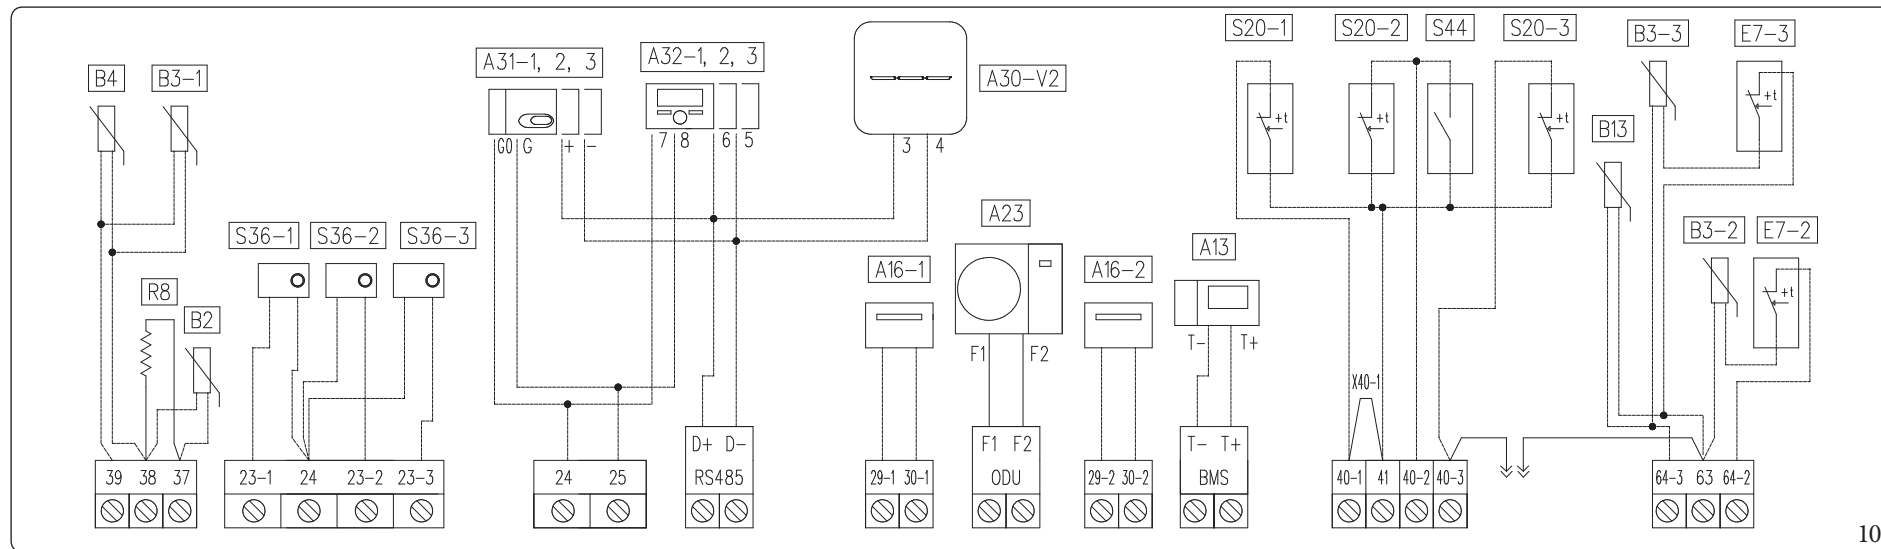 S20-1 S20-2 S44 S20-3 B3-3 E7-3
A31-1, 2, 3 A32-1, 2, 3 A30-V2
B4 B3-1
+t +t +t +t
B13
G0 G + - 7 8 6 5 3 4
A23
S36-1 S36-2 S36-3 A16-1 A16-2 A13 B3-2 E7-2
R8
B2
+t
F1 F2 T- T+
X40-1
D+ D- F1 F2 T- T+
39 38 37 23-1 24 23-2 23-3 24 25 RS485 29-1 30-1 ODU 29-2 30-2 BMS 40-1 41 40-2 40-3 64-3 63 64-2
10